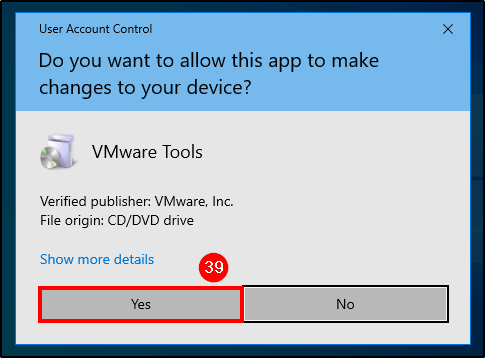 User Account Control
Do you want to allow this app to make
changes to your device?
VMware Tools
Verified publisher: VMware, Inc.
File origin: CD/DVD drive
Show more details
39
Yes
No